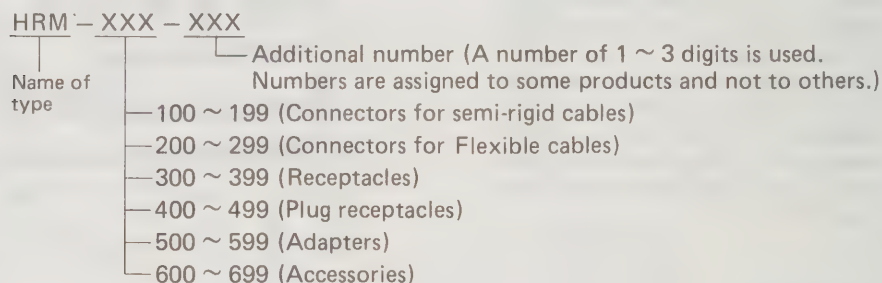 HRM – XXX – XXX
Additional number (A number of 1 ~ 3 digits is used.
Numbers are assigned to some products and not to others.)
Name of
type
100 ~ 199 (Connectors for semi-rigid cables)
200 ~ 299 (Connectors for Flexible cables)
300 ~ 399 (Receptacles)
400 ~ 499 (Plug receptacles)
500 ~ 599 (Adapters)
600 ~ 699 (Accessories)